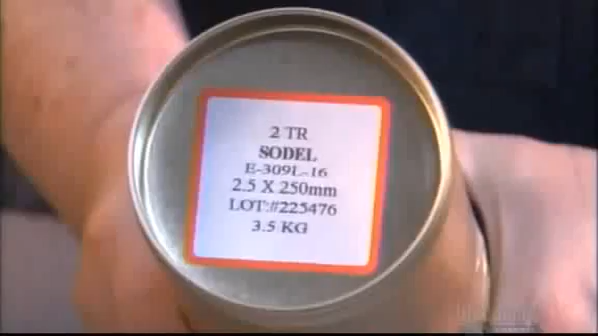 2 TR
SODEL
E-309L-16
2.5 X 250mm
LOT:#225476
3.5 KG